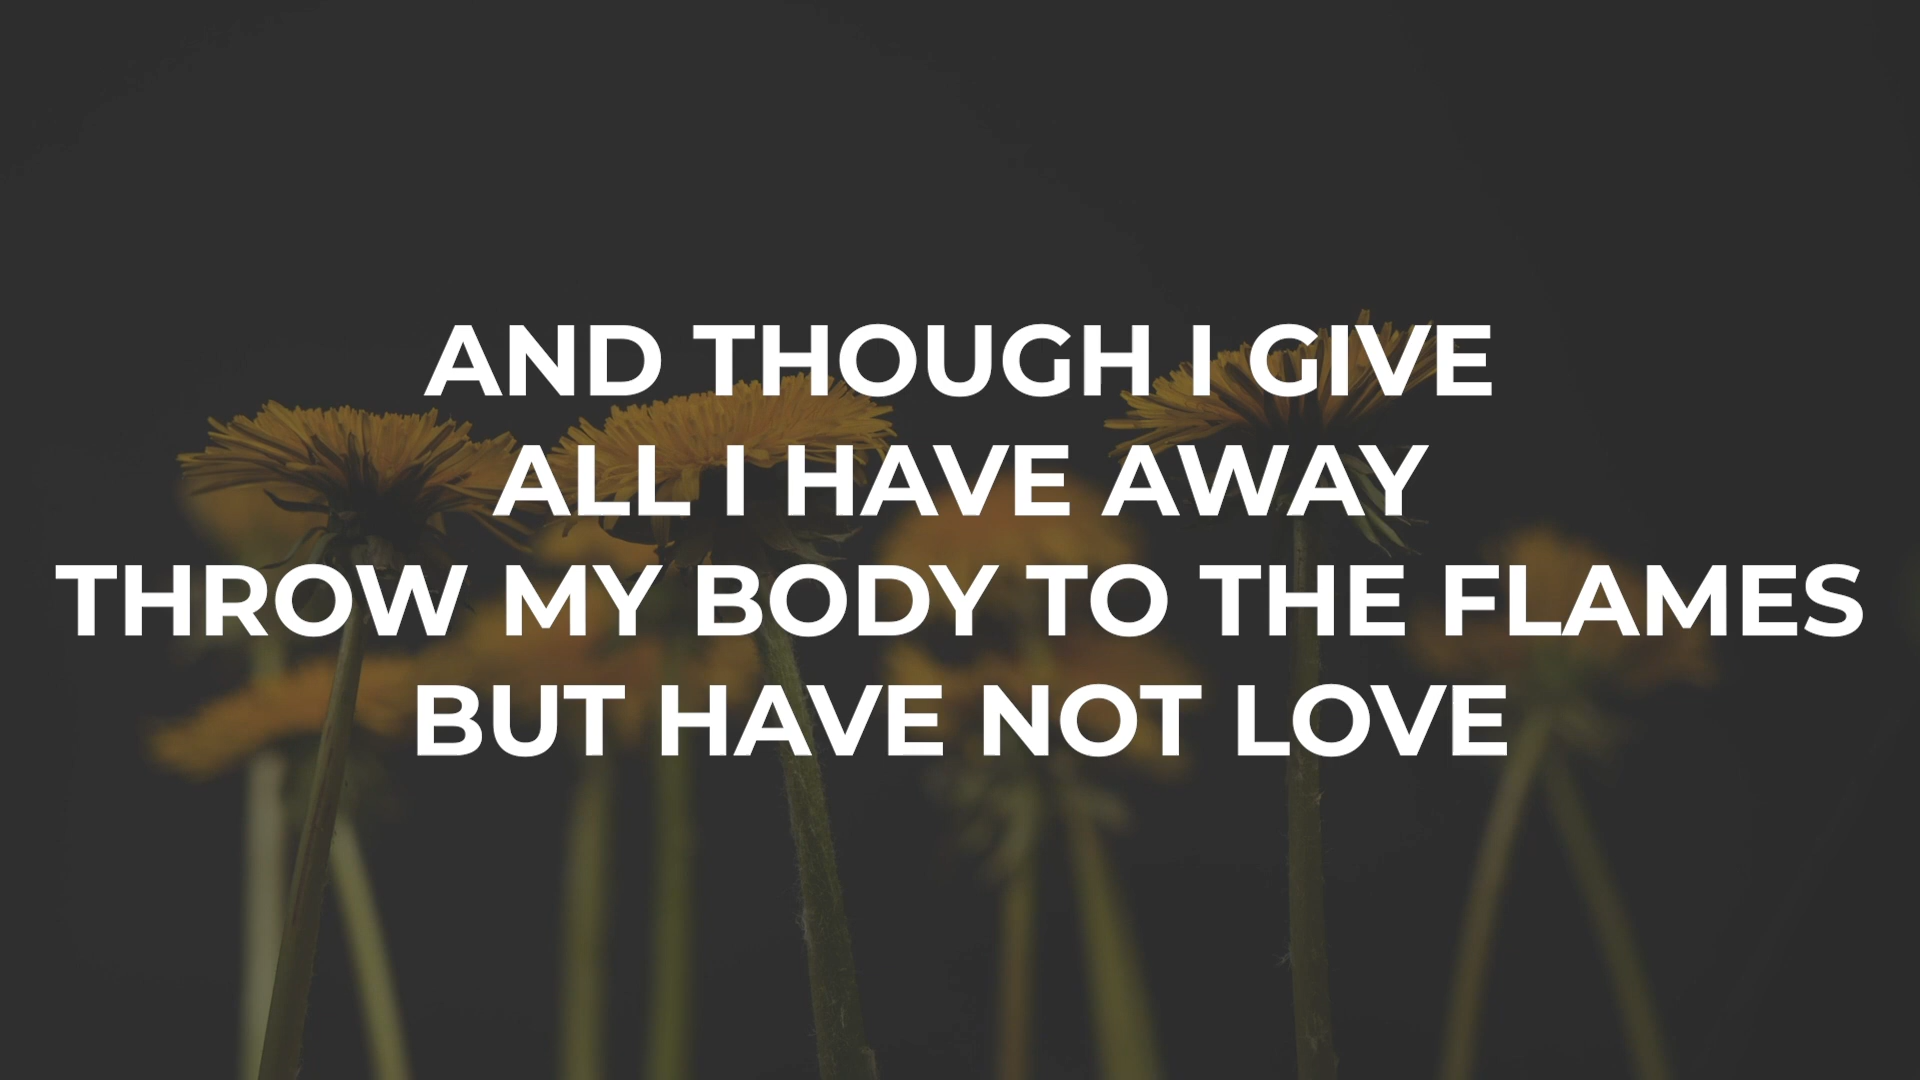 AND THOUGH I GIVE
ALL I HAVE AWAY
THROW MY BODY TO THE FLAMES
BUT HAVE NOT LOVE